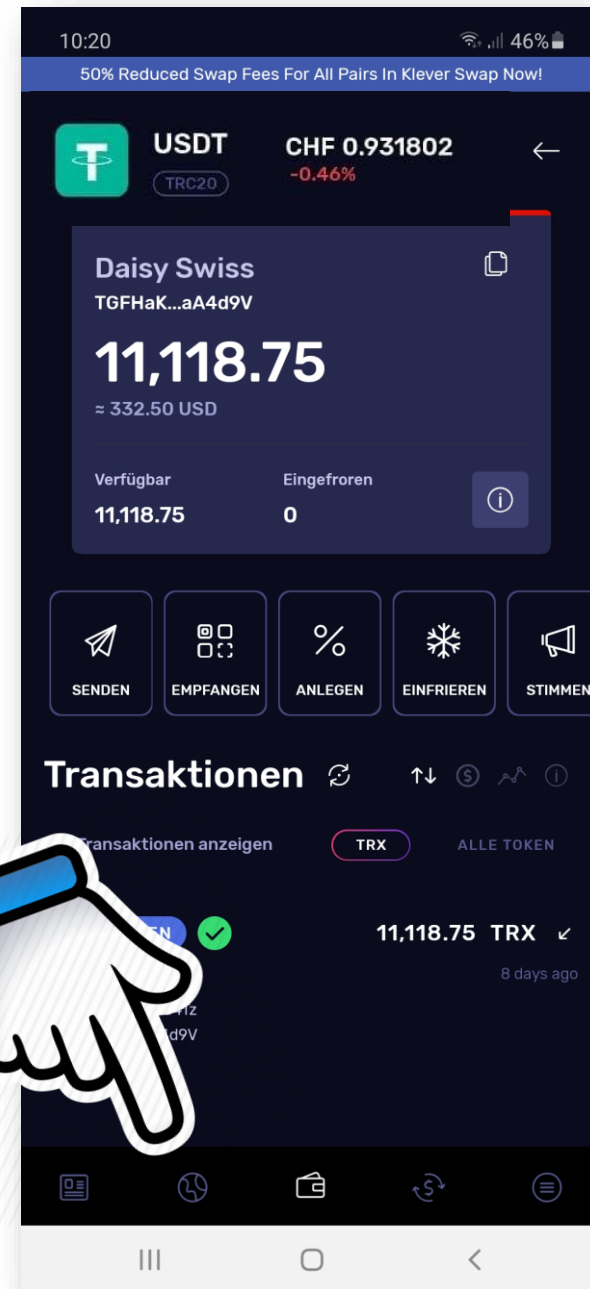 10:20 46%
50% Reduced Swap Fees For All Pairs In Klever Swap Now!
USDT CHF 0.931802
TRC20 -0.46%
Daisy Swiss
TGFHaK...aA4d9V
11,118.75
≈ 332.50 USD
Verfügbar Eingefroren
11,118.75 0
SENDEN EMPFANGEN ANLEGEN EINFRIEREN STIMMEN
Transaktionen
Transaktionen anzeigen TRX ALLE TOKEN
11,118.75 TRX
8 days ago
d9V